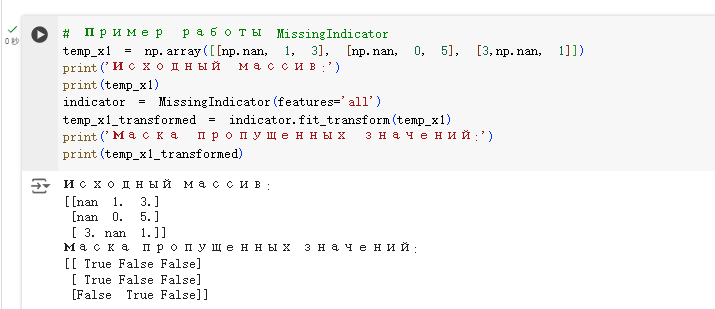 # Пример работы MissingIndicator
0秒
temp_x1 = np.array([[np.nan, 1, 3], [np.nan, 0, 5], [3,np.nan, 1]])
print('Исходный массив:')
print(temp_x1)
indicator = MissingIndicator(features='all')
temp_x1_transformed = indicator.fit_transform(temp_x1)
print('Маска пропущенных значений:')
print(temp_x1_transformed)
Исходный массив:
[[nan 1. 3.]
[nan 0. 5.]
[ 3. nan 1.]]
Маска пропущенных значений:
[[ True False False]
[ True False False]
[False True False]]